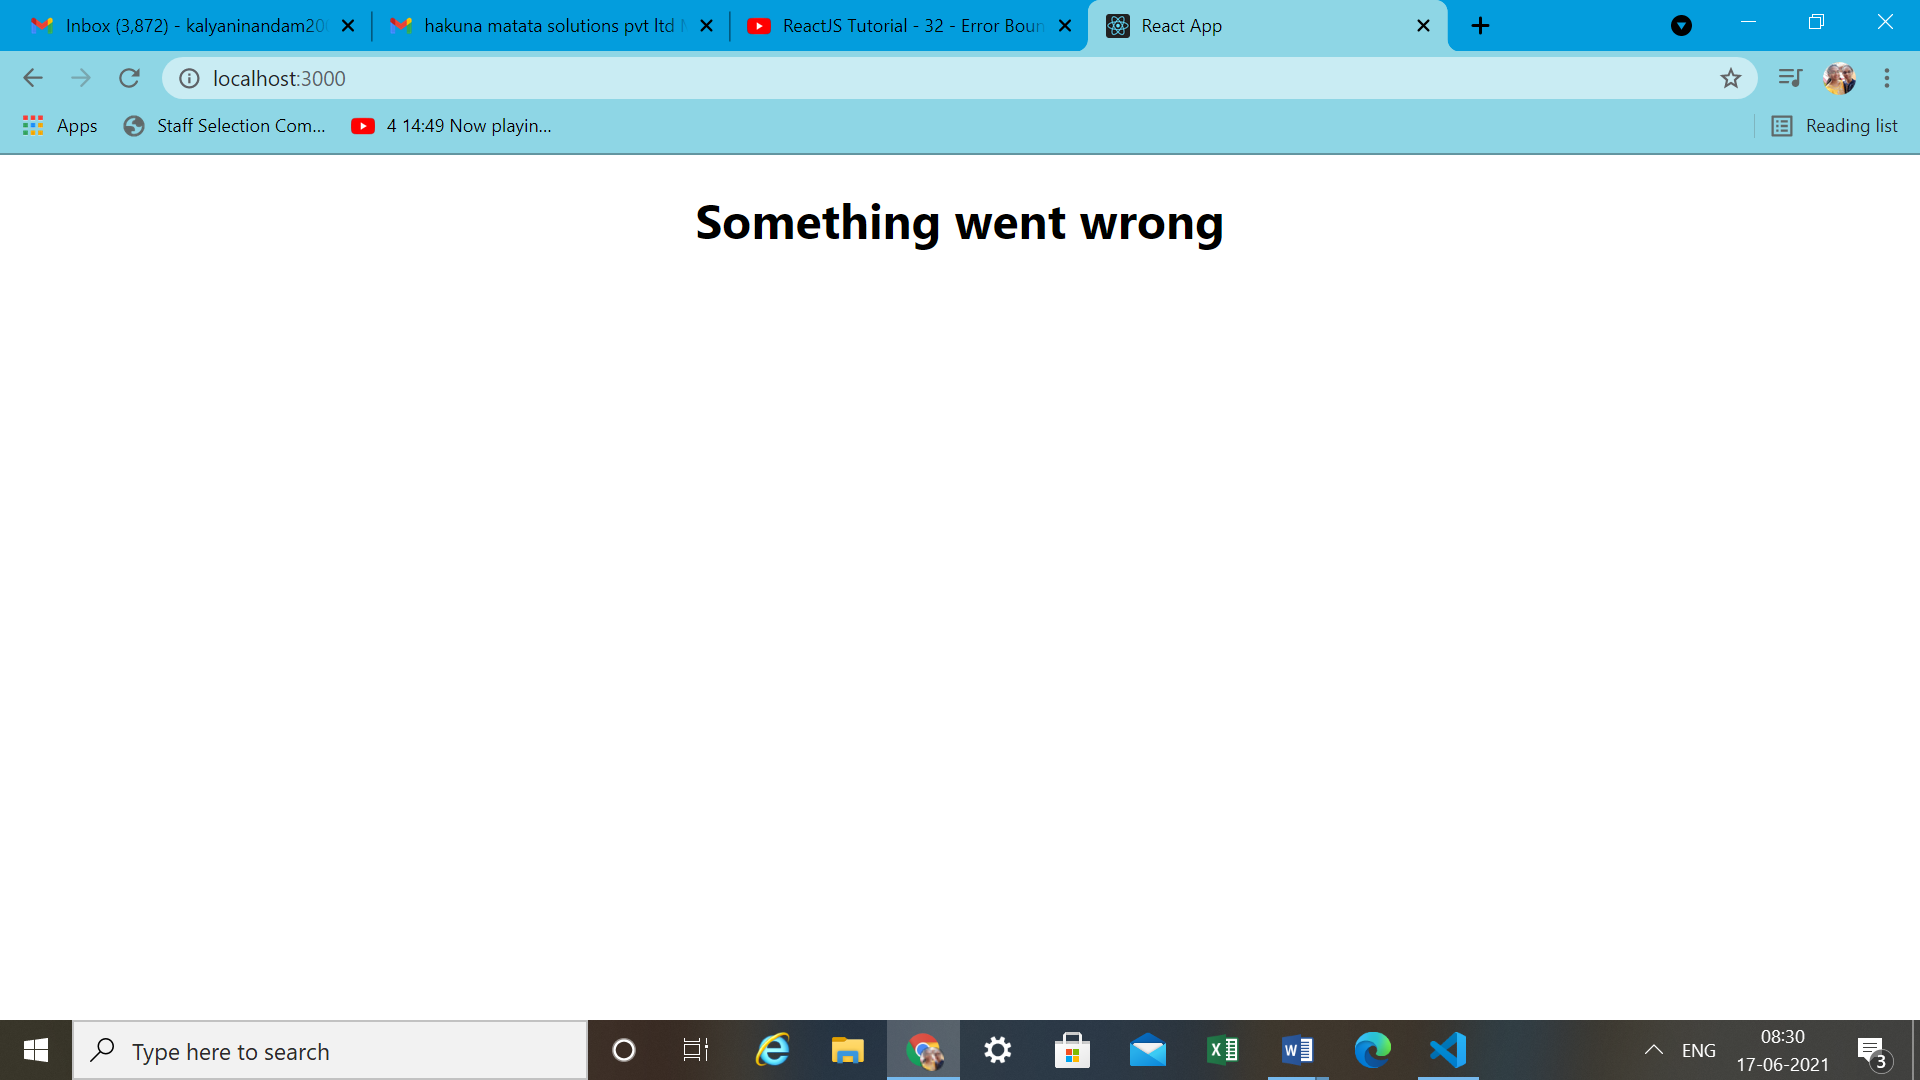 Inbox (3,872) - kalyaninandam20
hakuna matata solutions pvt ltd
ReactJS Tutorial - 32 - Error Boun
React App
localhost:3000
Apps
Staff Selection Com...
4 14:49 Now playin...
Reading list
Something went wrong
Type here to search
ENG
08:30
17-06-2021
3